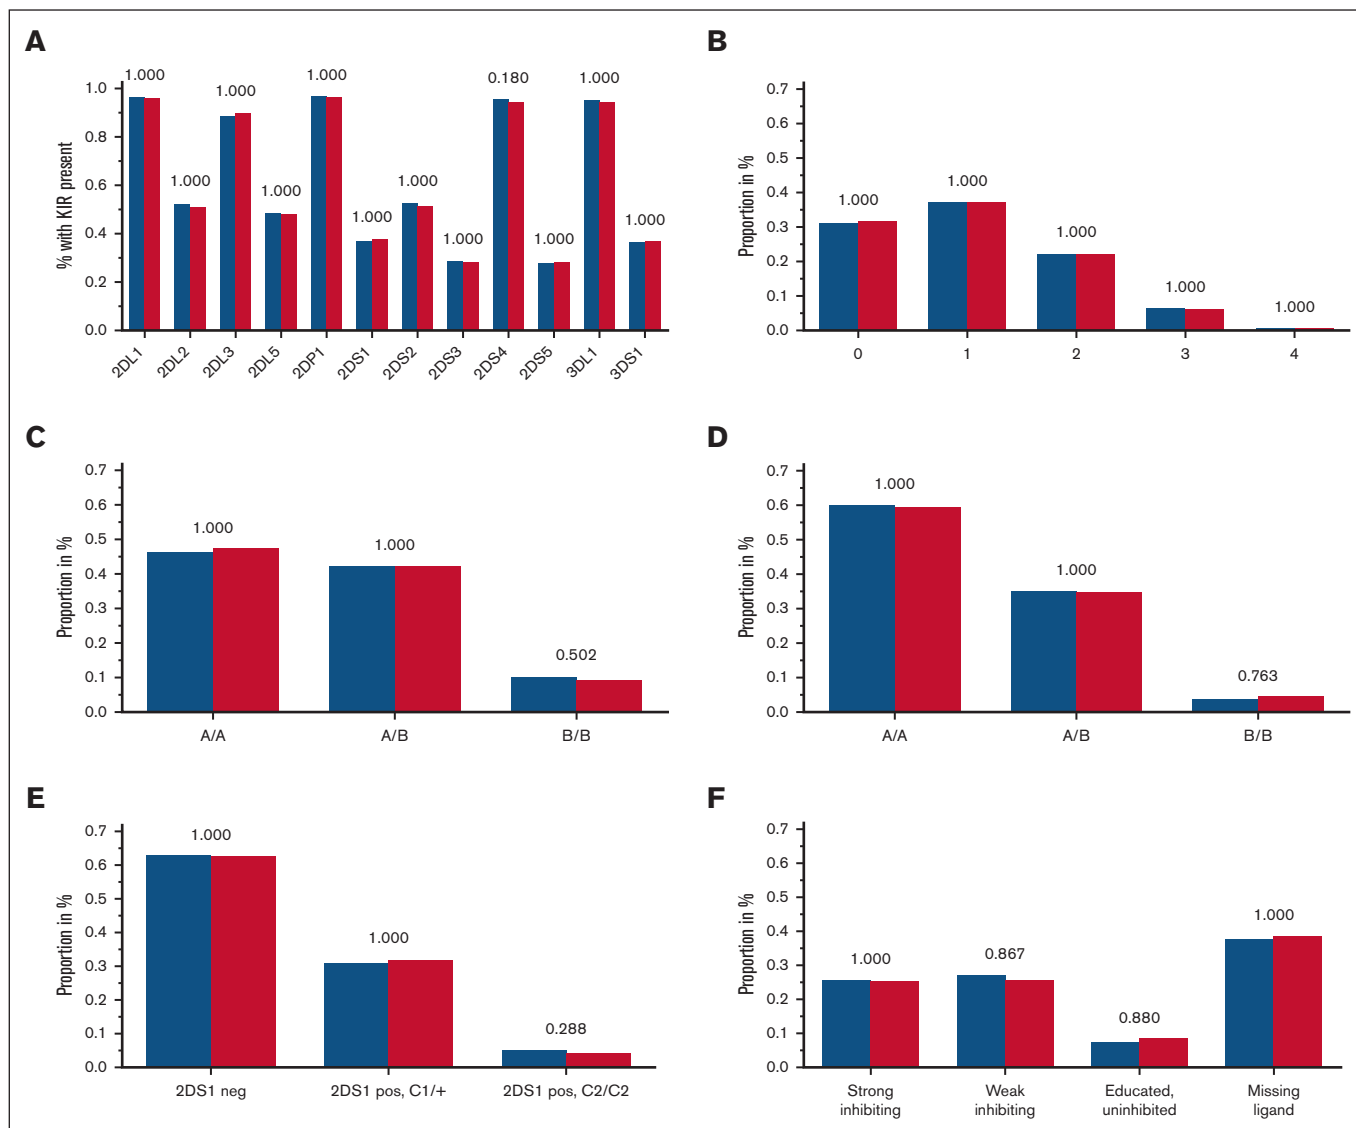 A
1.000 1.000 1.000 1.000 1.000 1.000 1.000 1.000 0.180 1.000 1.000 1.000
% with KIR present
1.0
0.8
0.6
0.4
0.2
0.0
2DL1 2DL2 2DL3 2DL5 2DP1 2DS1 2DS2 2DS3 2DS4 2DS5 3DL1 3DS1
B
1.000 1.000 1.000 1.000 1.000
Proportion in %
0.7
0.6
0.5
0.4
0.3
0.2
0.1
0.0
0 1 2 3 4
C
1.000 1.000 0.502
Proportion in %
0.7
0.6
0.5
0.4
0.3
0.2
0.1
0.0
A/A A/B B/B
D
1.000 1.000 0.763
Proportion in %
0.7
0.6
0.5
0.4
0.3
0.2
0.1
0.0
A/A A/B B/B
E
1.000 1.000 0.288
Proportion in %
0.7
0.6
0.5
0.4
0.3
0.2
0.1
0.0
2DS1 neg 2DS1 pos, C1/+ 2DS1 pos, C2/C2
F
1.000 0.867 0.880 1.000
Proportion in %
0.7
0.6
0.5
0.4
0.3
0.2
0.1
0.0
Strong Weak Educated, Missing
inhibiting inhibiting uninhibited ligand